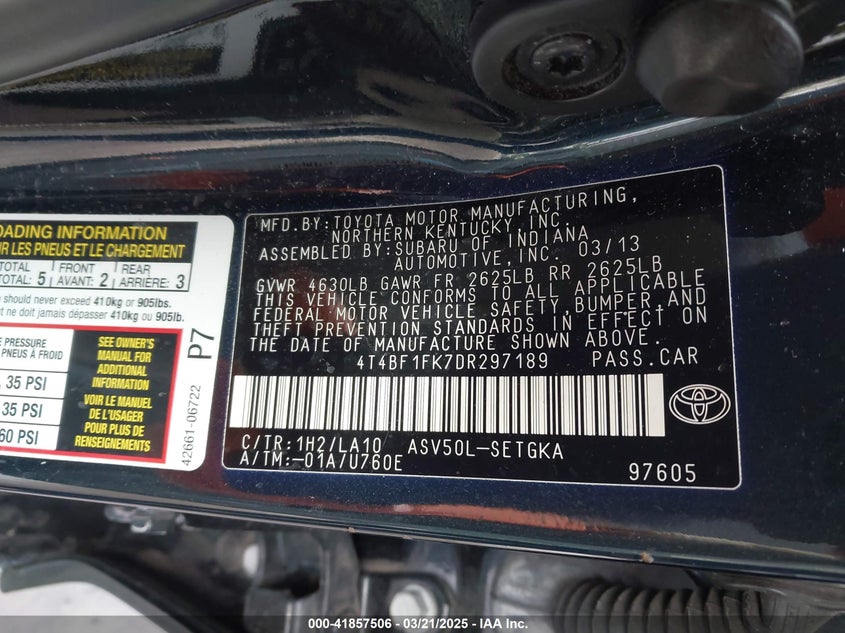 OADING INFORMATION
R LES PNEUS ET LE CHARGEMENT
TOTAL FRONT REAR
TOTAL: 5 AVANT: 2 ARRIÈRE: 3
should never exceed 410kg or 905lbs.
t ne doit jamais dépasser 410kg ou 905lb.
PRESSURE
PNEUS À FROID
, 35 PSI
35 PSI
60 PSI
SEE OWNER'S
MANUAL FOR
ADDITIONAL
INFORMATION
VOIR LE MANUEL
DE L'USAGER
POUR PLUS DE
RENSEIGNEMENTS
P7
42661-06722
MFD.BY:TOYOTA MOTOR MANUFACTURING,
NORTHERN KENTUCKY,INC.
ASSEMBLED BY:SUBARU OF INDIANA
AUTOMOTIVE,INC. 03/13
GVWR 4630LB GAWR FR 2625LB RR 2625LB
THIS VEHICLE CONFORMS TO ALL APPLICABLE
FEDERAL MOTOR VEHICLE SAFETY,BUMPER,AND
THEFT PREVENTION STANDARDS IN EFFECT ON
THE DATE OF MANUFACTURE SHOWN ABOVE.
4T4BF1FK7DR297189 PASS.CAR
C/TR:1H2/LA10 ASV50L-SETGKA
A/TM:-01A/U760E
97605
000-41857506 - 03/21/2025 - IAA Inc.